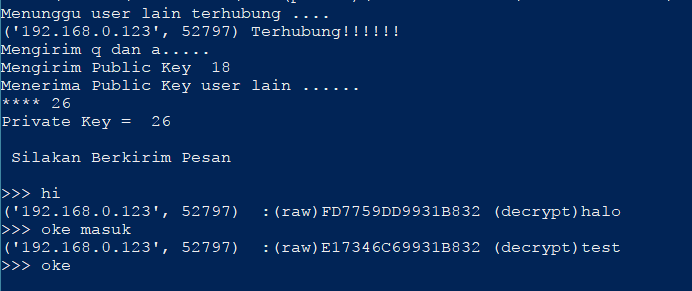 Menunggu user lain terhubung ....
('192.168.0.123', 52797) Terhubung!!!!!!
Mengirim q dan a.....
Mengirim Public Key  18
Menerima Public Key user lain ......
**** 26
Private Key =  26
 Silakan Berkirim Pesan
>>> hi
('192.168.0.123', 52797)  :(raw)FD7759DD9931B832 (decrypt)halo
>>> oke masuk
('192.168.0.123', 52797)  :(raw)E17346C69931B832 (decrypt)test
>>> oke